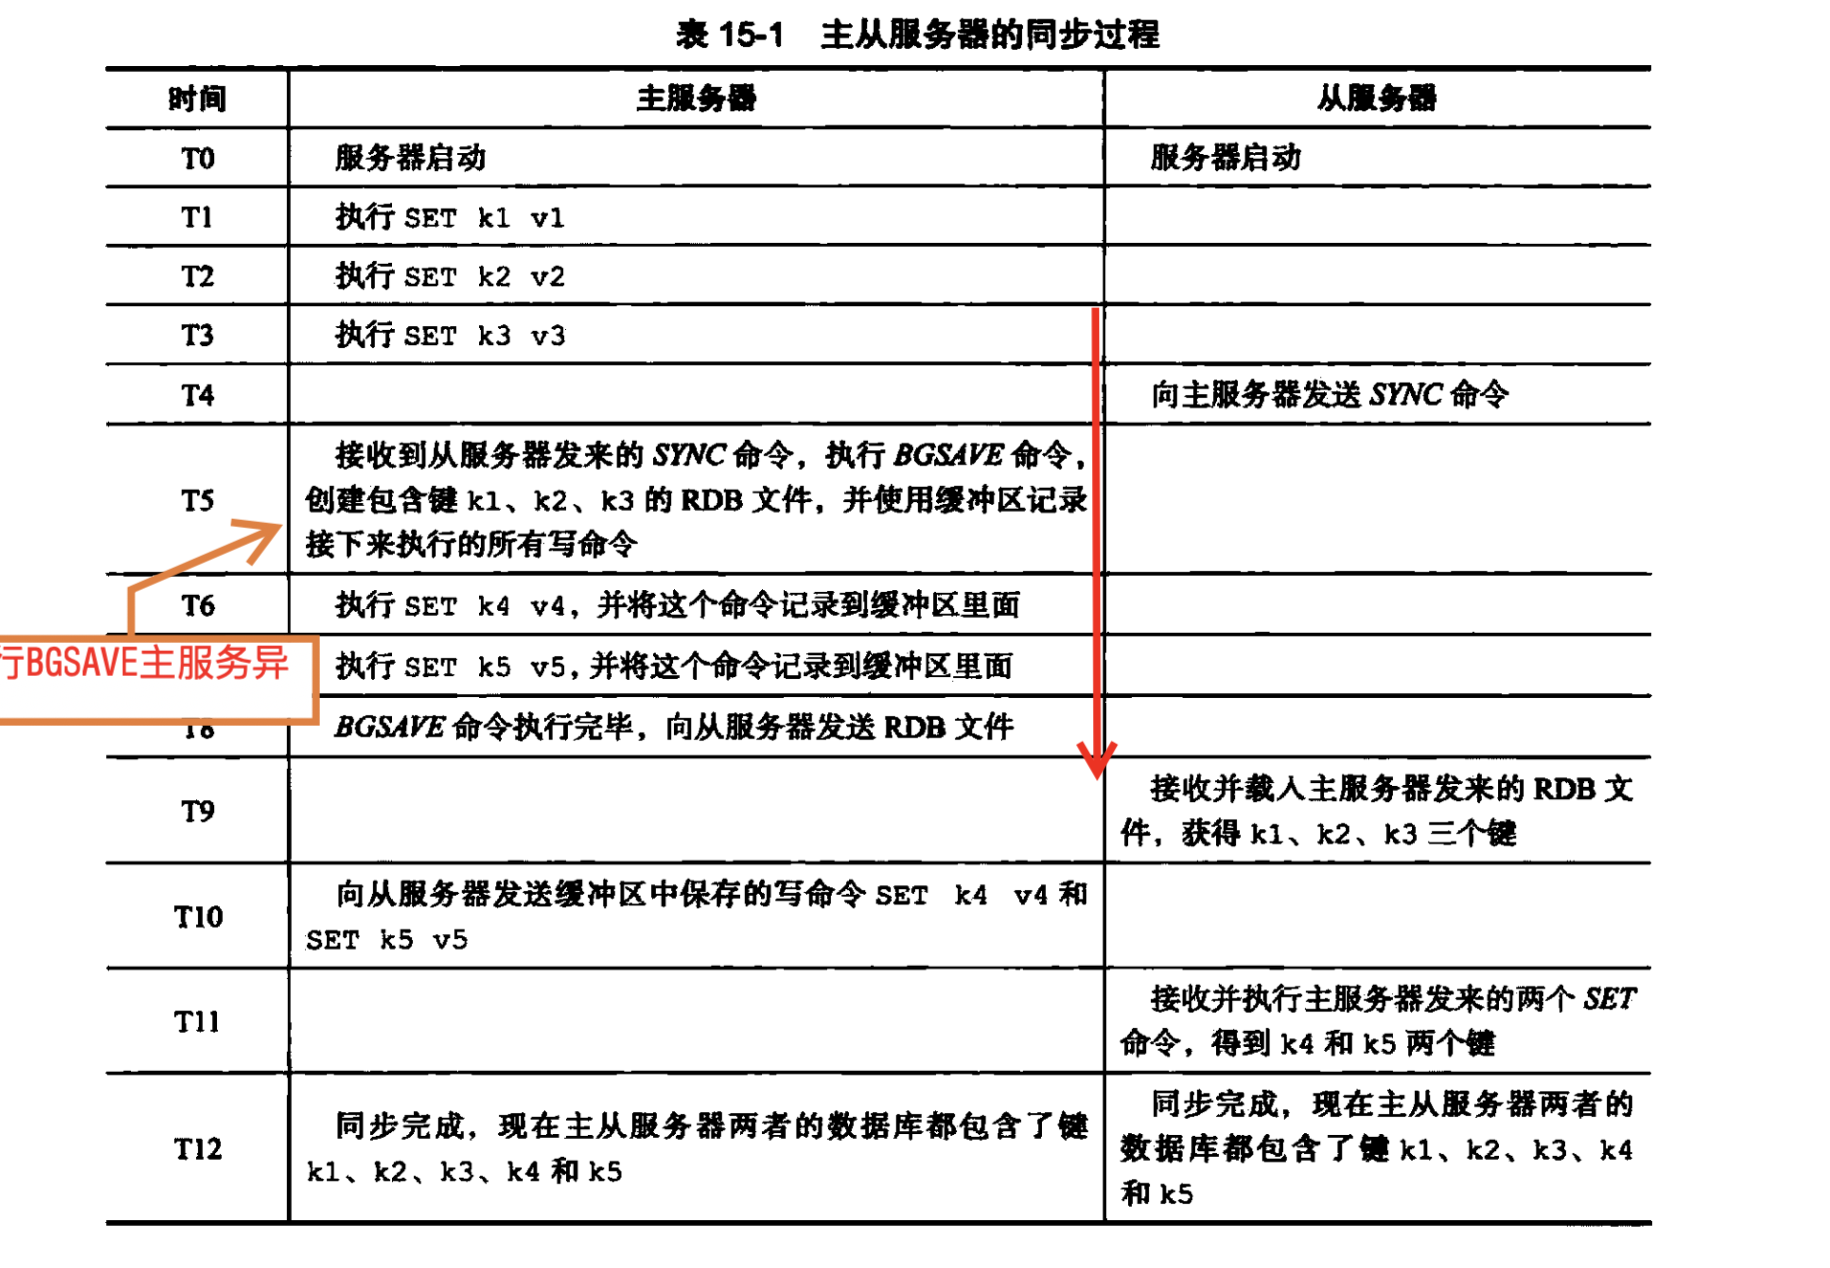 表 15-1 主从服务器的同步过程
时间 主服务器 从服务器
T0 服务器启动 服务器启动
T1 执行 SET k1 v1
T2 执行 SET k2 v2
T3 执行 SET k3 v3
T4 向主服务器发送 SYNC 命令
接收到从服务器发来的 SYNC 命令，执行 BGSAVE 命令，
T5 创建包含键 k1、k2、k3 的 RDB 文件，并使用缓冲区记录
接下来执行的所有写命令
T6 执行 SET k4 v4，并将这个命令记录到缓冲区里面
行BGSAVE主服务异
执行 SET k5 v5，并将这个命令记录到缓冲区里面
T8 BGSAVE 命令执行完毕，向从服务器发送 RDB 文件
T9
接收并载入主服务器发来的 RDB 文
件，获得 k1、k2、k3 三个键
T10
向从服务器发送缓冲区中保存的写命令 SET k4 v4 和
SET k5 v5
T11
接收并执行主服务器发来的两个 SET
命令，得到 k4 和 k5 两个键
T12
同步完成，现在主从服务器两者的数据库都包含了键
k1、k2、k3、k4 和 k5
同步完成，现在主从服务器两者的
数据库都包含了键 k1、k2、k3、k4
和 k5